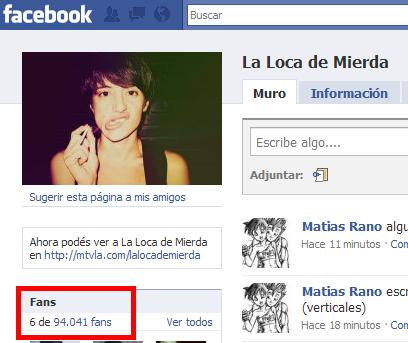 facebook
Buscar
La Loca de Mierda
Muro
Información
Escribe algo....
Adjuntar:
Sugerir esta página a mis amigos
Ahora podés ver a La Loca de Mierda
en http://mtvla.com/lalocademierda
Fans
6 de 94.041 fans
Ver todos
Matias Rano algu
Hace 11 minutos · Com
Matias Rano escr
(verticales)
Hace 18 minutos · Com